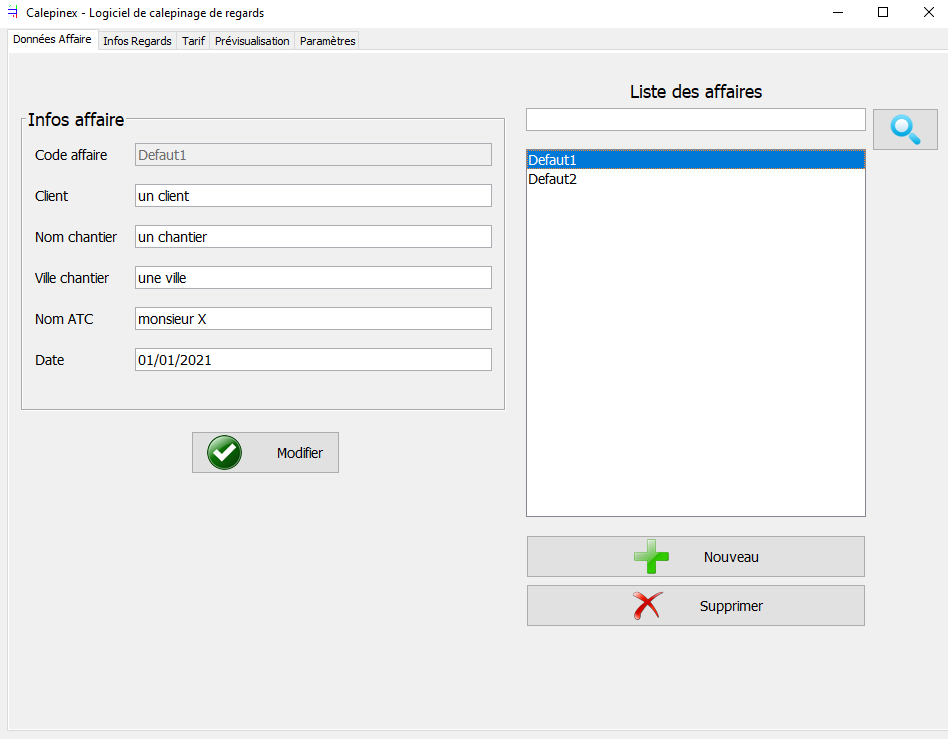 Calepinex - Logiciel de calepinage de regards
Données Affaire Infos Regards Tarif Prévisualisation Paramètres
Infos affaire
Code affaire Defaut1
Client un client
Nom chantier un chantier
Ville chantier une ville
Nom ATC monsieur X
Date 01/01/2021
Modifier
Liste des affaires
Defaut1
Defaut2
Nouveau
Supprimer